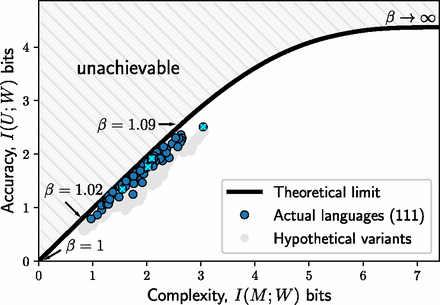 β → ∞
4
unachievable
3
β = 1.09
2
β = 1.02
1
β = 1
0
Accuracy, I(U; W) bits
Theoretical limit
Actual languages (111)
Hypothetical variants
0 1 2 3 4 5 6 7
Complexity, I(M; W) bits